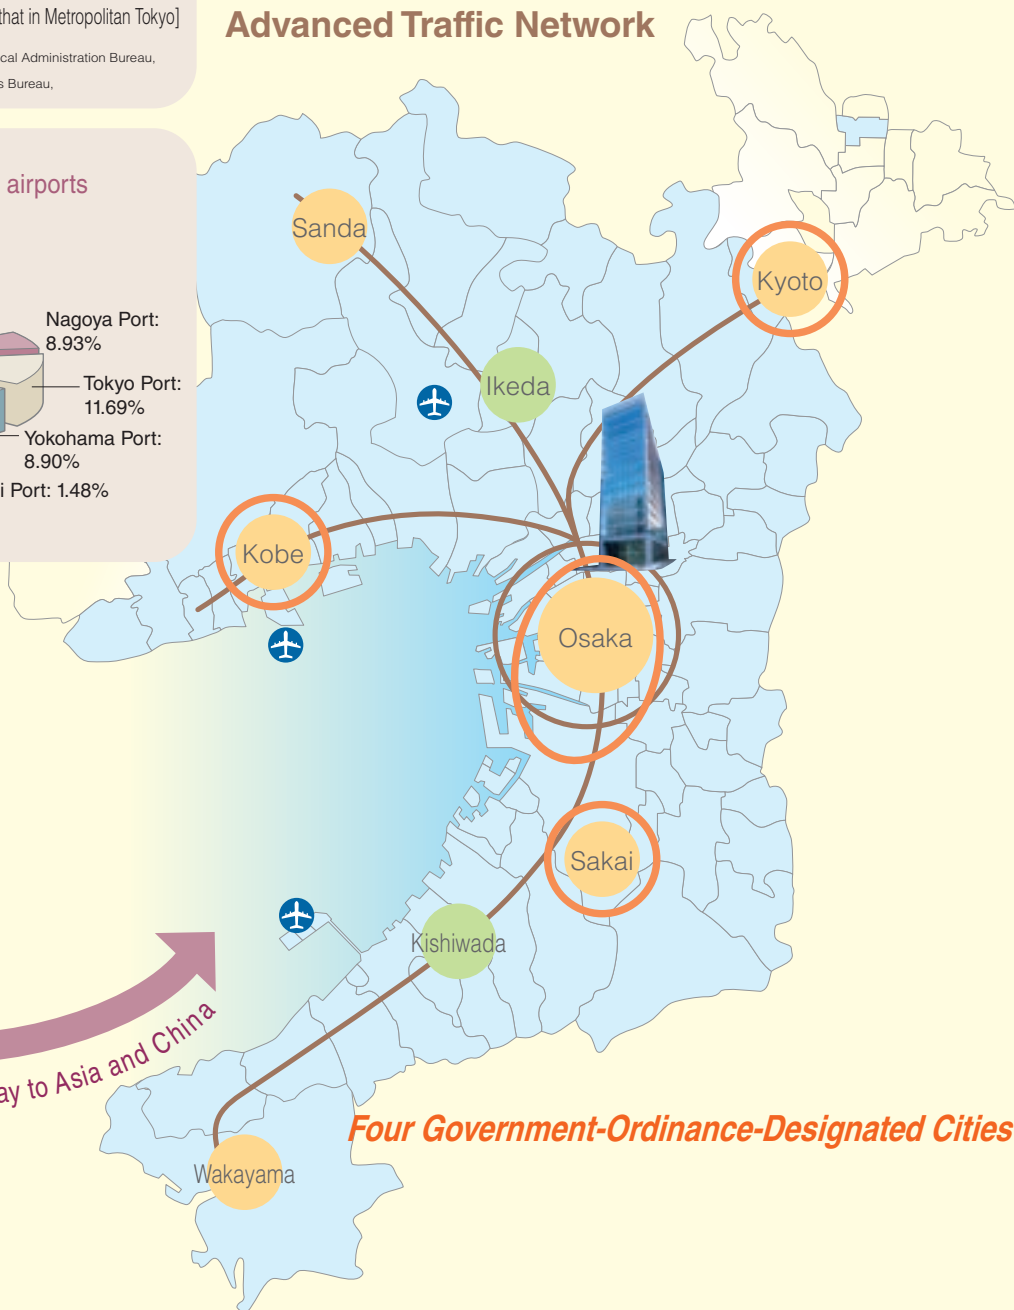 that in Metropolitan Tokyo]
Advanced Traffic Network
cal Administration Bureau,
s Bureau,
airports
Sanda
Kyoto
Nagoya Port:
8.93%
Tokyo Port:
11.69%
Ikeda
Yokohama Port:
8.90%
i Port: 1.48%
Kobe
Osaka
Sakai
Kishiwada
ay to Asia and China
Four Government-Ordinance-Designated Cities
Wakayama